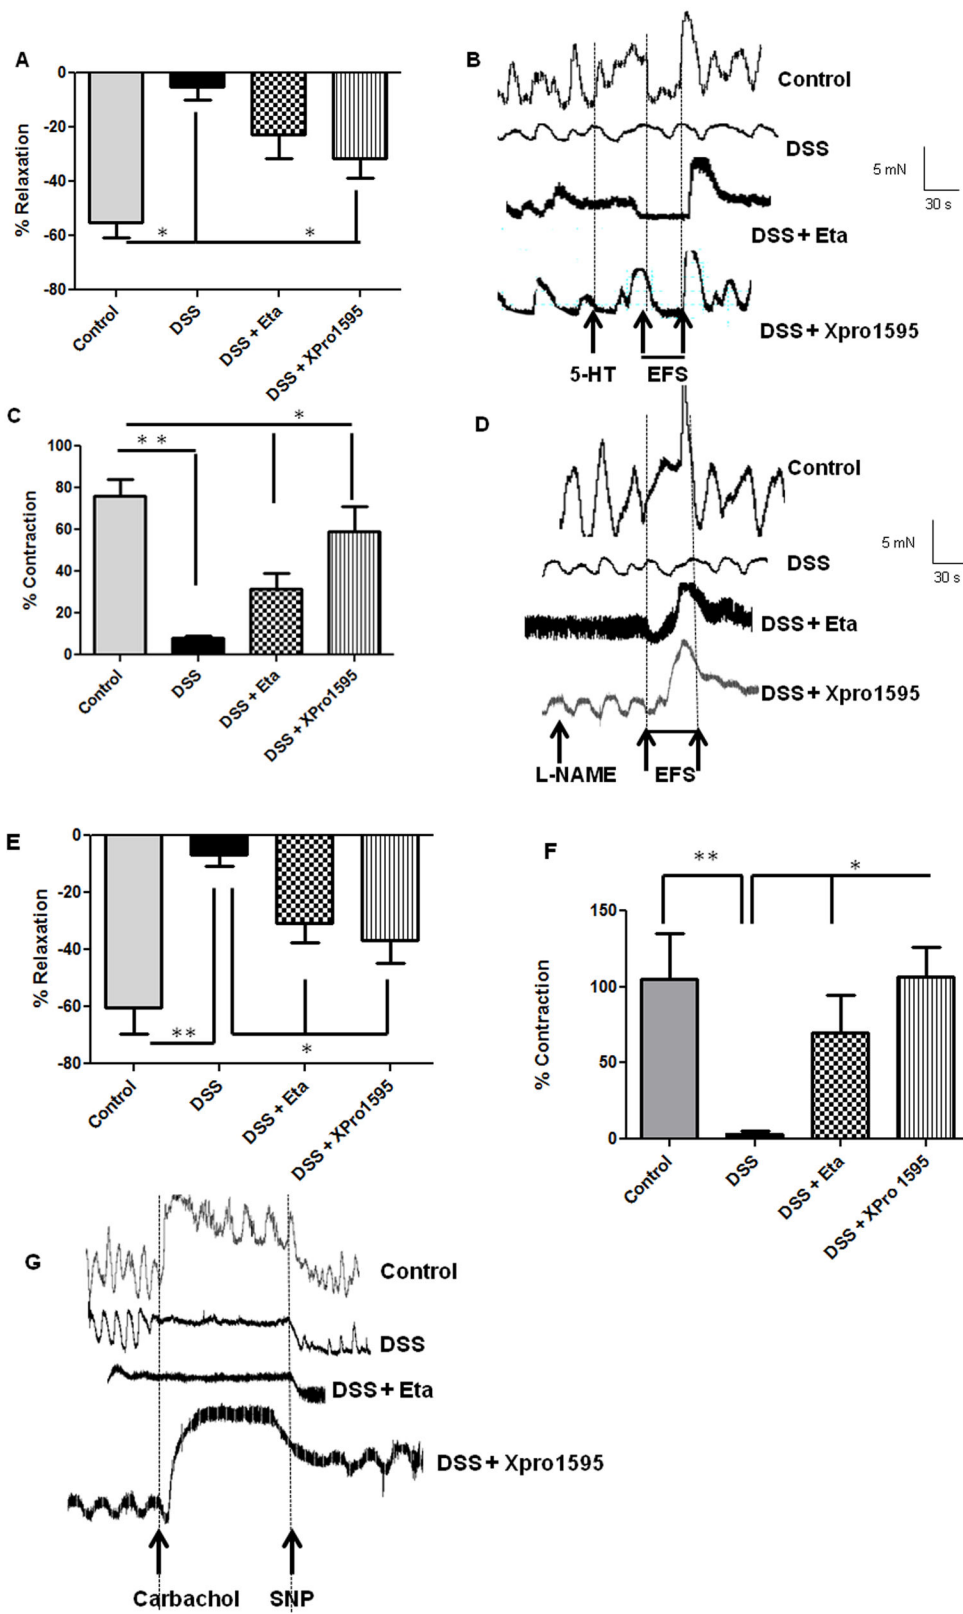 A
% Relaxation
0
-20
-40
-60
-80
*
*
Control
DSS
DSS + Eta
DSS + XPro1595
B
Control
DSS
DSS + Eta
DSS + Xpro1595
5 mN
30 s
5-HT
EFS
C
% Contraction
100
80
60
40
20
0
* *
*
Control
DSS
DSS + Eta
DSS + XPro1595
D
Control
DSS
DSS + Eta
DSS + Xpro1595
5 mN
30 s
L-NAME
EFS
E
% Relaxation
0
-20
-40
-60
-80
**
*
Control
DSS
DSS + Eta
DSS + XPro1595
F
% Contraction
150
100
50
0
**
*
Control
DSS
DSS + Eta
DSS + XPro 1595
G
Control
DSS
DSS + Eta
DSS + Xpro1595
Carbachol
SNP